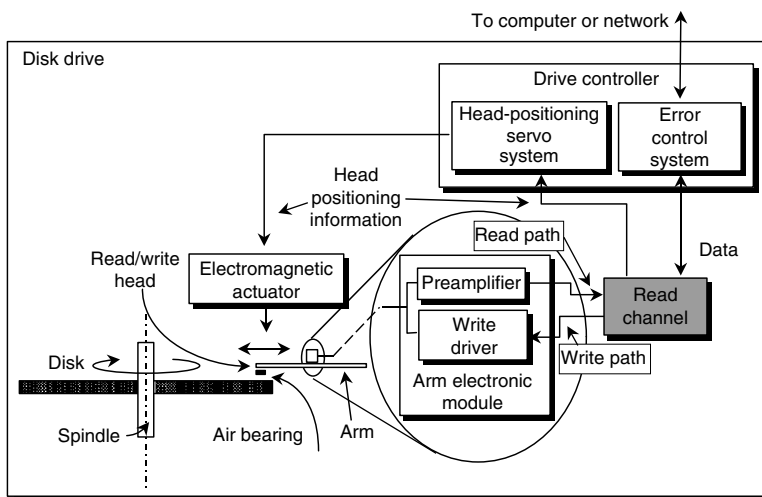 To computer or network
Disk drive
Drive controller
Head-positioning
servo
system
Error
control
system
Head
positioning
information
Read path
Data
Read/write
head
Electromagnetic
actuator
Preamplifier
Read
channel
Write
driver
Write path
Disk
Arm electronic
module
Spindle
Air bearing
Arm